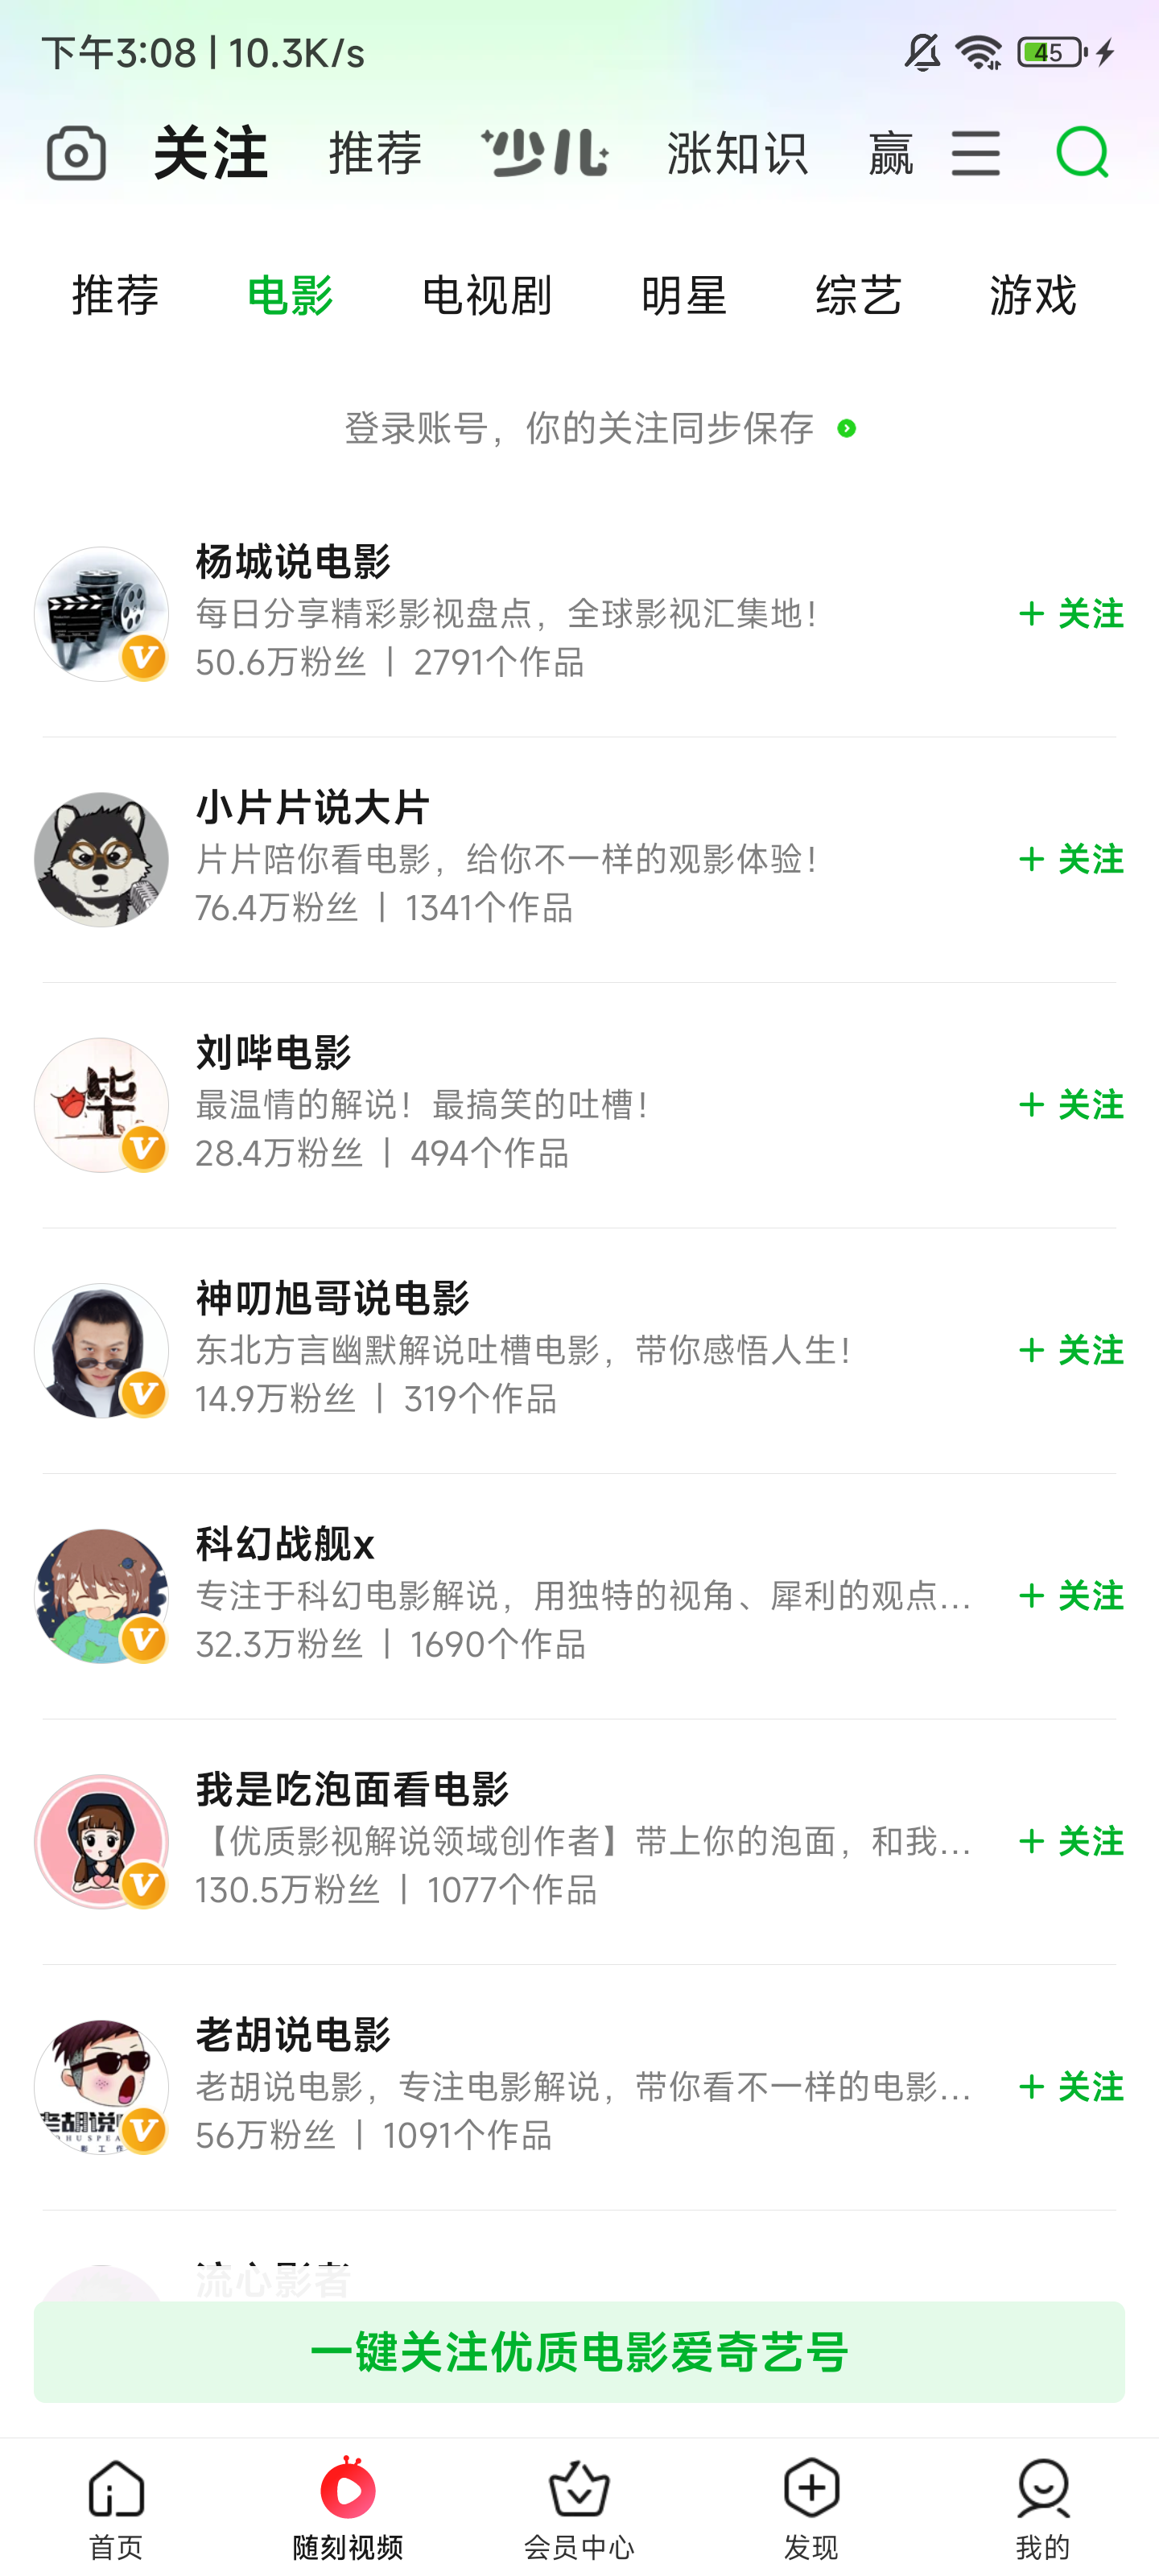 下午3:08 | 10.3K/s
45
关注 推荐 少儿 涨知识 赢
推荐 电影 电视剧 明星 综艺 游戏
登录账号，你的关注同步保存
杨城说电影
每日分享精彩影视盘点，全球影视汇集地！
+ 关注
50.6万粉丝 | 2791个作品
小片片说大片
片片陪你看电影，给你不一样的观影体验！
+ 关注
76.4万粉丝 | 1341个作品
刘哔电影
最温情的解说！最搞笑的吐槽！
+ 关注
28.4万粉丝 | 494个作品
神叨旭哥说电影
东北方言幽默解说吐槽电影，带你感悟人生！
+ 关注
14.9万粉丝 | 319个作品
科幻战舰x
专注于科幻电影解说，用独特的视角、犀利的观点...
+ 关注
32.3万粉丝 | 1690个作品
我是吃泡面看电影
【优质影视解说领域创作者】带上你的泡面，和我...
+ 关注
130.5万粉丝 | 1077个作品
老胡说电影
老胡说电影，专注电影解说，带你看不一样的电影...
+ 关注
56万粉丝 | 1091个作品
流心影者
一键关注优质电影爱奇艺号
首页 随刻视频 会员中心 发现 我的